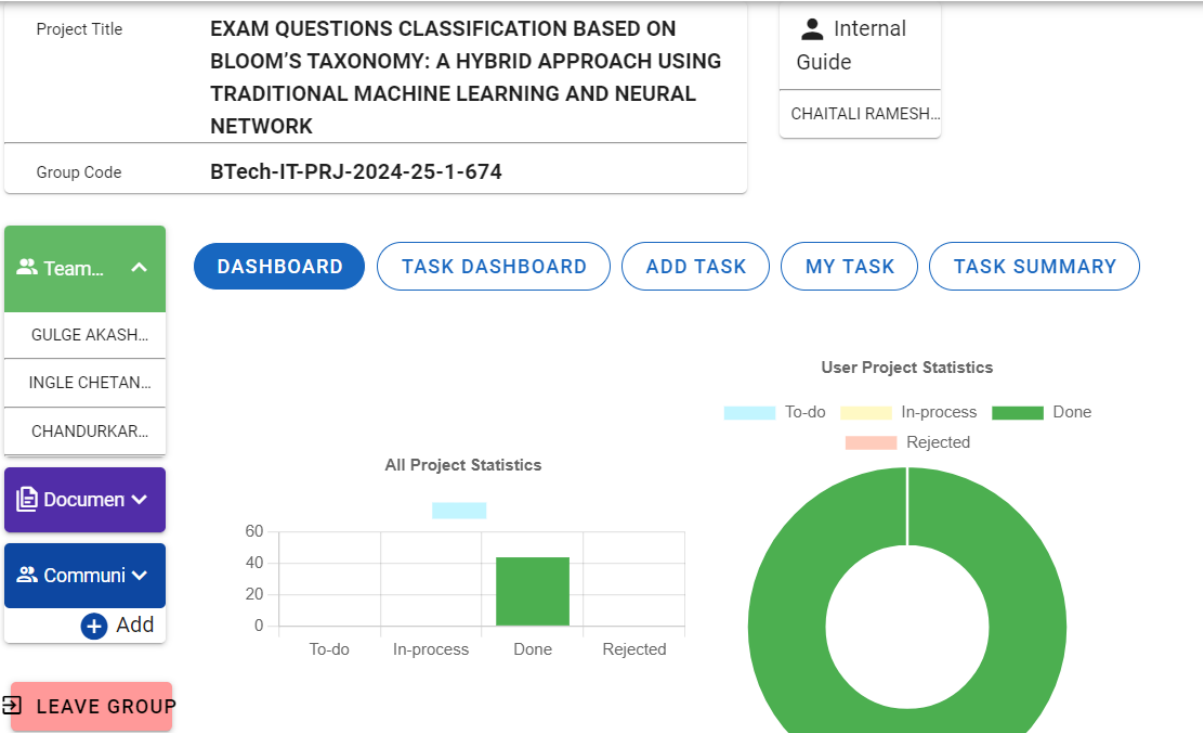 Project Title
EXAM QUESTIONS CLASSIFICATION BASED ON
BLOOM’S TAXONOMY: A HYBRID APPROACH USING
TRADITIONAL MACHINE LEARNING AND NEURAL
NETWORK
Group Code
BTech-IT-PRJ-2024-25-1-674
Internal
Guide
CHAITALI RAMESH...
Team...
GULGE AKASH...
INGLE CHETAN...
CHANDURKAR...
Documen
Communi
Add
LEAVE GROUP
DASHBOARD
TASK DASHBOARD
ADD TASK
MY TASK
TASK SUMMARY
All Project Statistics
60
40
20
0
To-do In-process Done Rejected
User Project Statistics
To-do In-process Done
Rejected